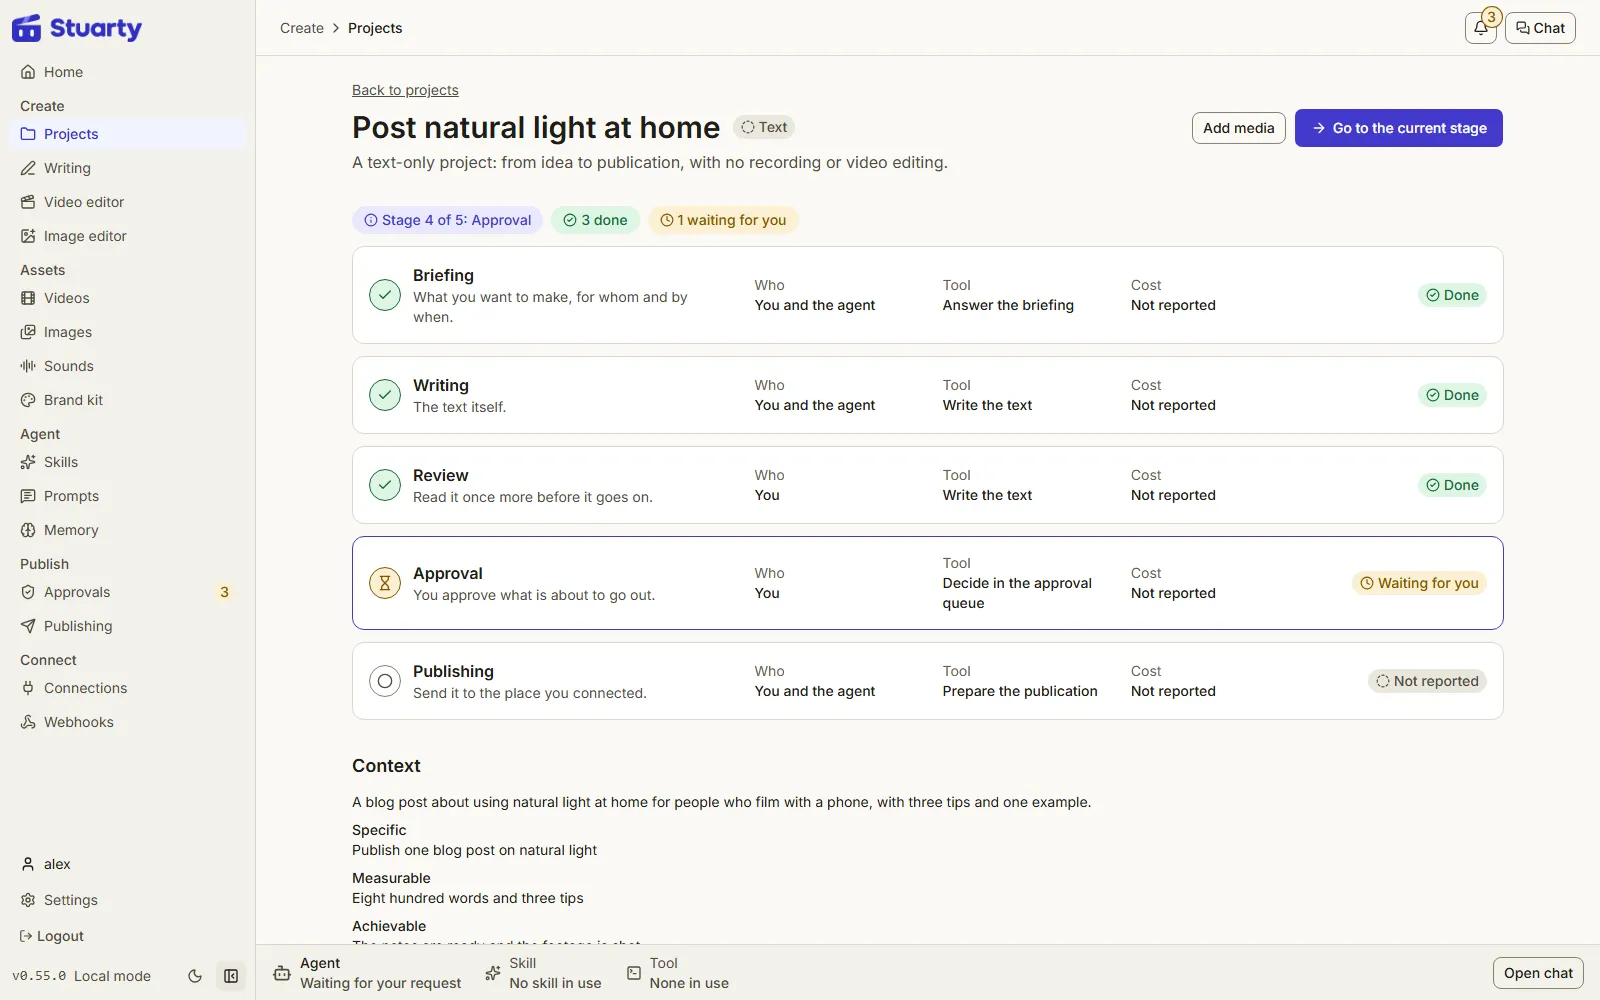 Stuarty
Home
Create
Projects
Writing
Video editor
Image editor
Assets
Videos
Images
Sounds
Brand kit
Agent
Skills
Prompts
Memory
Publish
Approvals 3
Publishing
Connect
Connections
Webhooks
alex
Settings
Logout
v0.55.0 Local mode
Create > Projects
3
Chat
Back to projects
Post natural light at home Text
Add media
Go to the current stage
A text-only project: from idea to publication, with no recording or video editing.
Stage 4 of 5: Approval 3 done 1 waiting for you
Briefing
What you want to make, for whom and by
when.
Who
You and the agent
Tool
Answer the briefing
Cost
Not reported
Done
Writing
The text itself.
Who
You and the agent
Tool
Write the text
Cost
Not reported
Done
Review
Read it once more before it goes on.
Who
You
Tool
Write the text
Cost
Not reported
Done
Approval
You approve what is about to go out.
Who
You
Tool
Decide in the approval
queue
Cost
Not reported
Waiting for you
Publishing
Send it to the place you connected.
Who
You and the agent
Tool
Prepare the publication
Cost
Not reported
Not reported
Context
A blog post about using natural light at home for people who film with a phone, with three tips and one example.
Specific
Publish one blog post on natural light
Measurable
Eight hundred words and three tips
Achievable
Agent
Waiting for your request
Skill
No skill in use
Tool
None in use
Open chat